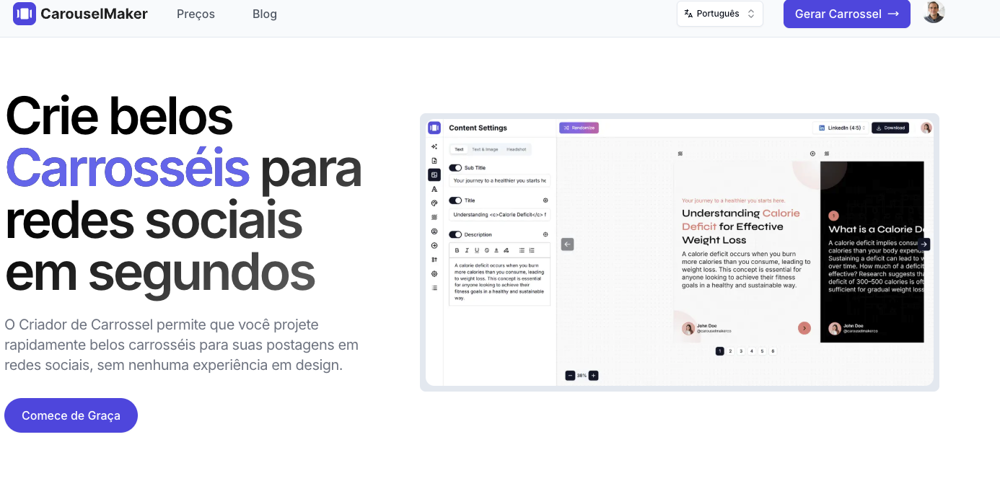 CarouselMaker
Preços
Blog
Português
Gerar Carrossel →
Crie belos
Carrosséis para
redes sociais
em segundos
O Criador de Carrossel permite que você projete
rapidamente belos carrosséis para suas postagens em
redes sociais, sem nenhuma experiência em design.
Comece de Graça
Content Settings
Randomize
LinkedIn (4:5)
Download
Text
Text & Image
Headshot
Sub Title
Your journey to a healthier you starts he
Title
Understanding <c>Calorie Deficit</c> f
Description
B I U S A
A calorie deficit occurs when you burn
more calories than you consume, leading
to weight loss. This concept is essential
for anyone looking to achieve their
fitness goals in a healthy and sustainable
way.
Your journey to a healthier you starts here.
Understanding Calorie
Deficit for Effective
Weight Loss
A calorie deficit occurs when you burn
more calories than you consume, leading to
weight loss. This concept is essential for
anyone looking to achieve their fitness
goals in a healthy and sustainable way.
John Doe
@carouselmakerco
1
What is a Calorie De
A calorie deficit implies consum
calories than your body expends.
Sustaining a deficit can lead to w
over time. How much of a deficit
effective? Research suggests tha
deficit of 300–500 calories is oft
sufficient for gradual weight loss
John Doe
@carouselmakerco
1 2 3 4 5 6
38%